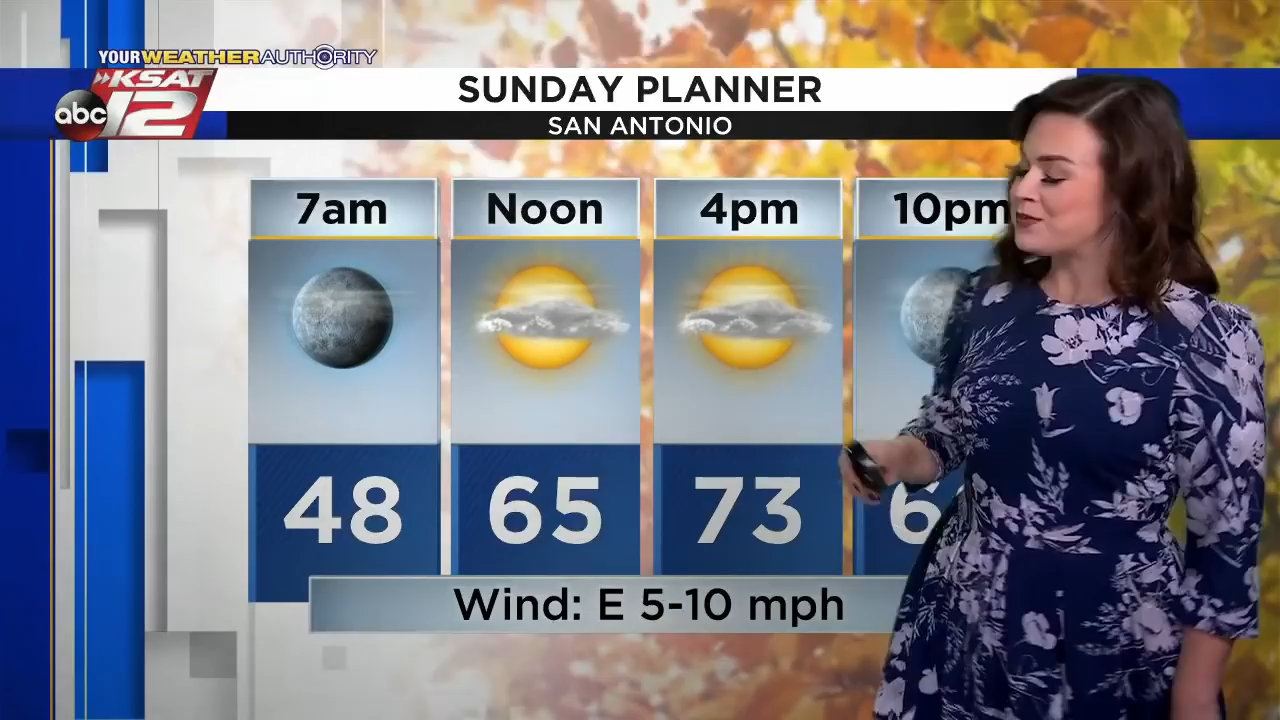 YOUR WEATHER AUTHORITY
KSAT
abc 12
SUNDAY PLANNER
SAN ANTONIO
7am Noon 4pm 10pm
48 65 73
Wind: E 5-10 mph